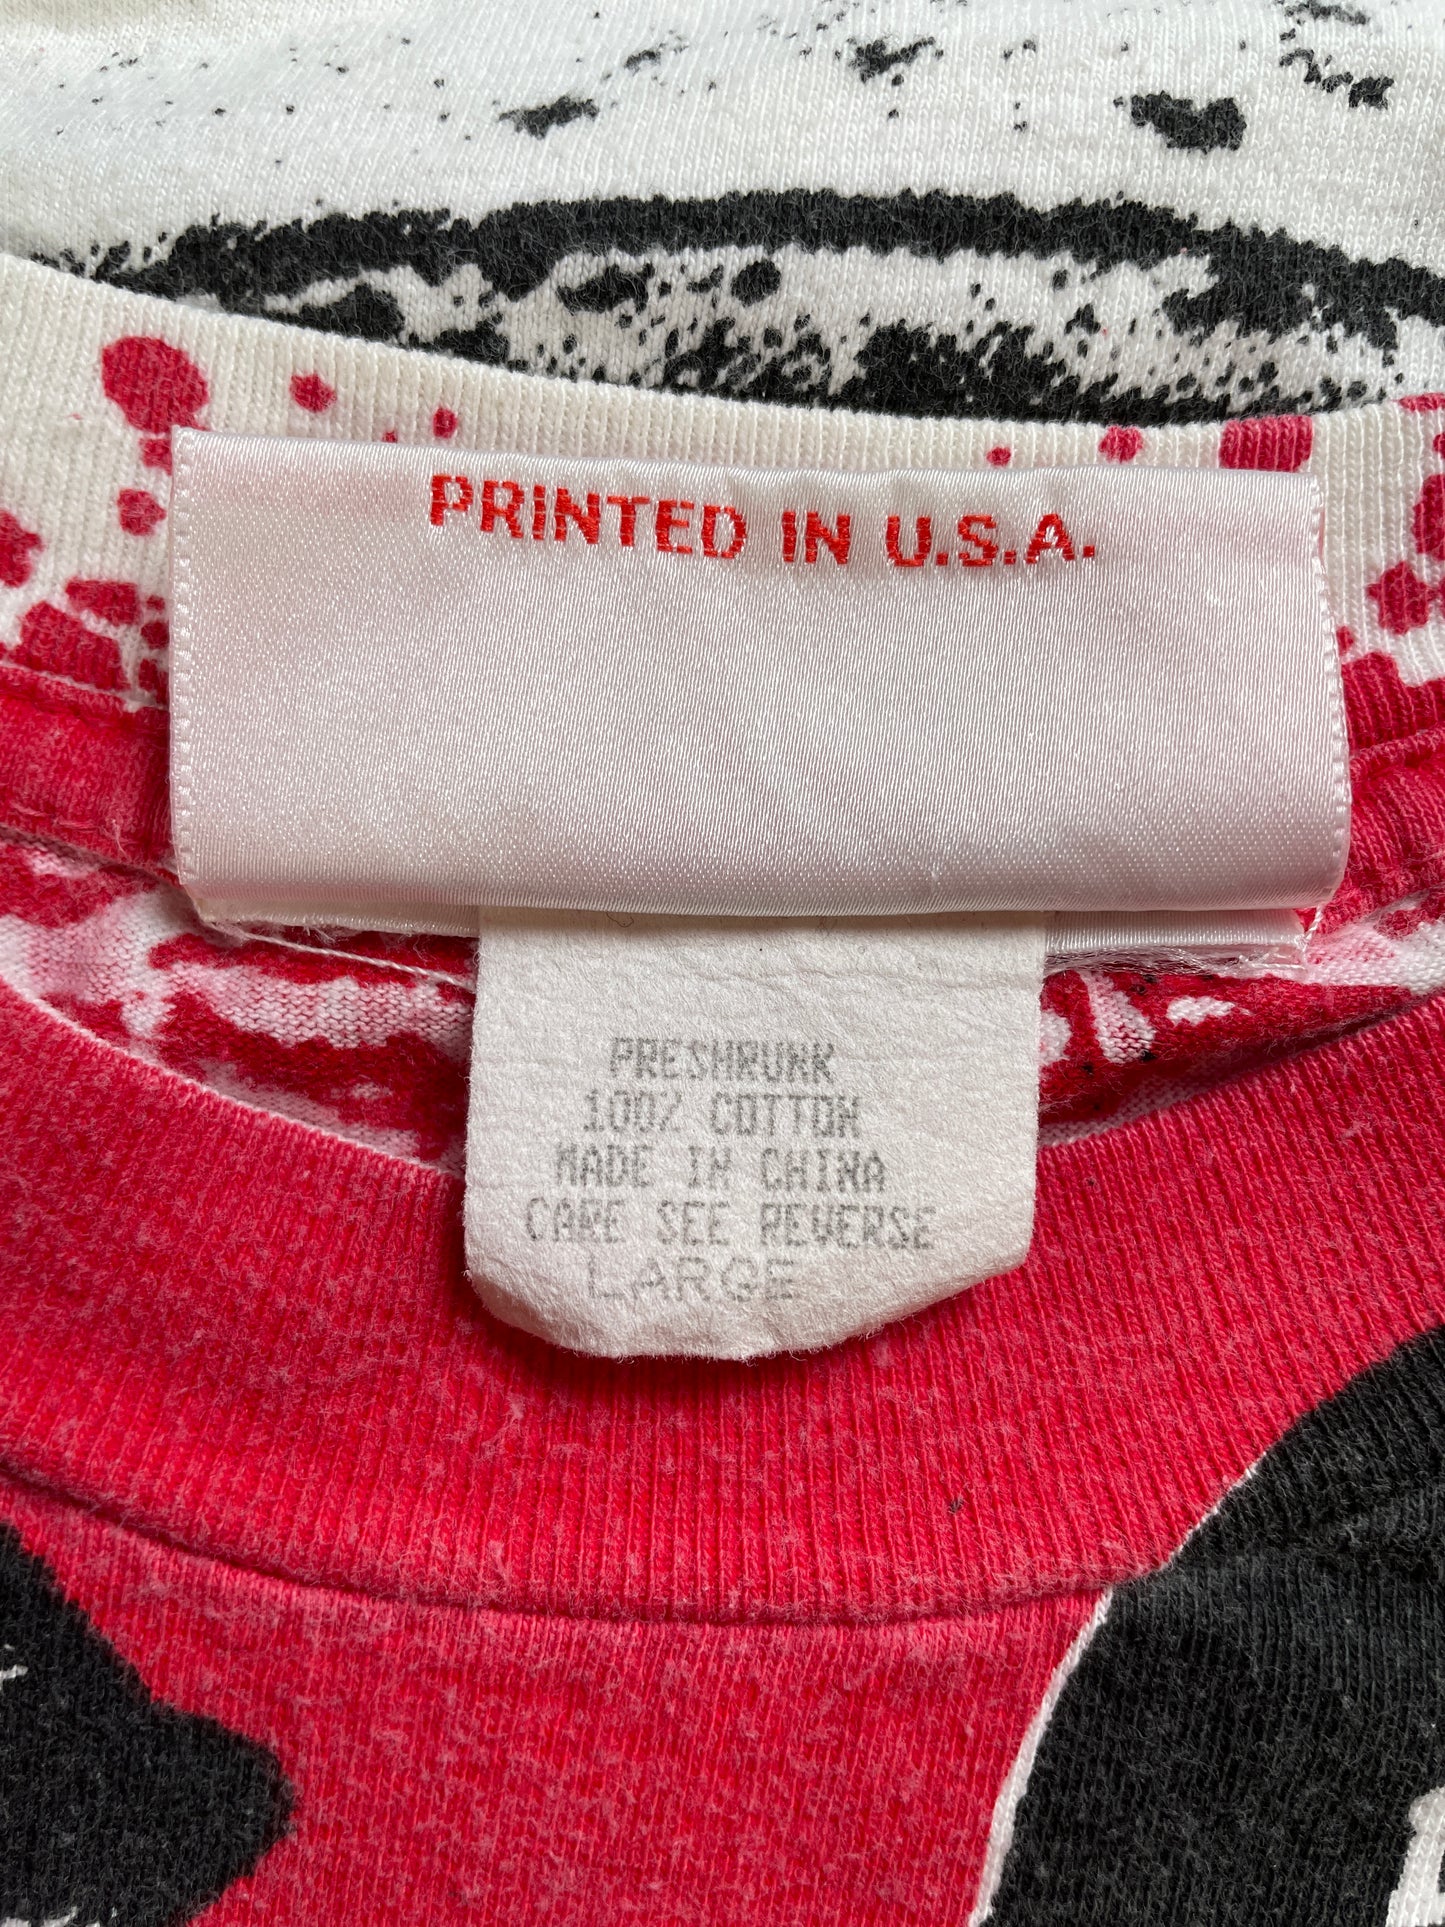 PRINTED IN U.S.A.
PRESHRUNK
100% COTTON
MADE IN CHINA
CARE SEE REVERSE
LARGE